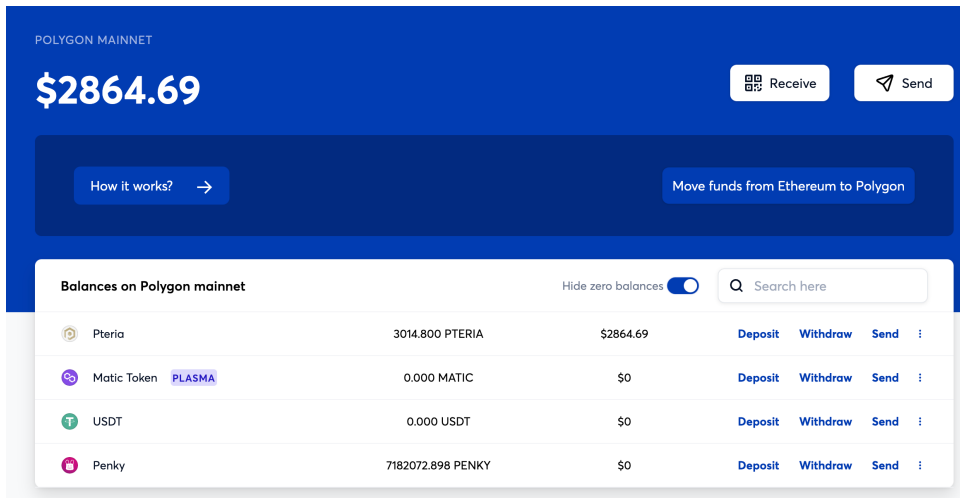 POLYGON MAINNET
$2864.69
Receive
Send
How it works?
Move funds from Ethereum to Polygon
Balances on Polygon mainnet
Hide zero balances
Search here
Pteria 3014.800 PTERIA $2864.69 Deposit Withdraw Send
Matic Token PLASMA 0.000 MATIC $0 Deposit Withdraw Send
USDT 0.000 USDT $0 Deposit Withdraw Send
Penky 7182072.898 PENKY $0 Deposit Withdraw Send